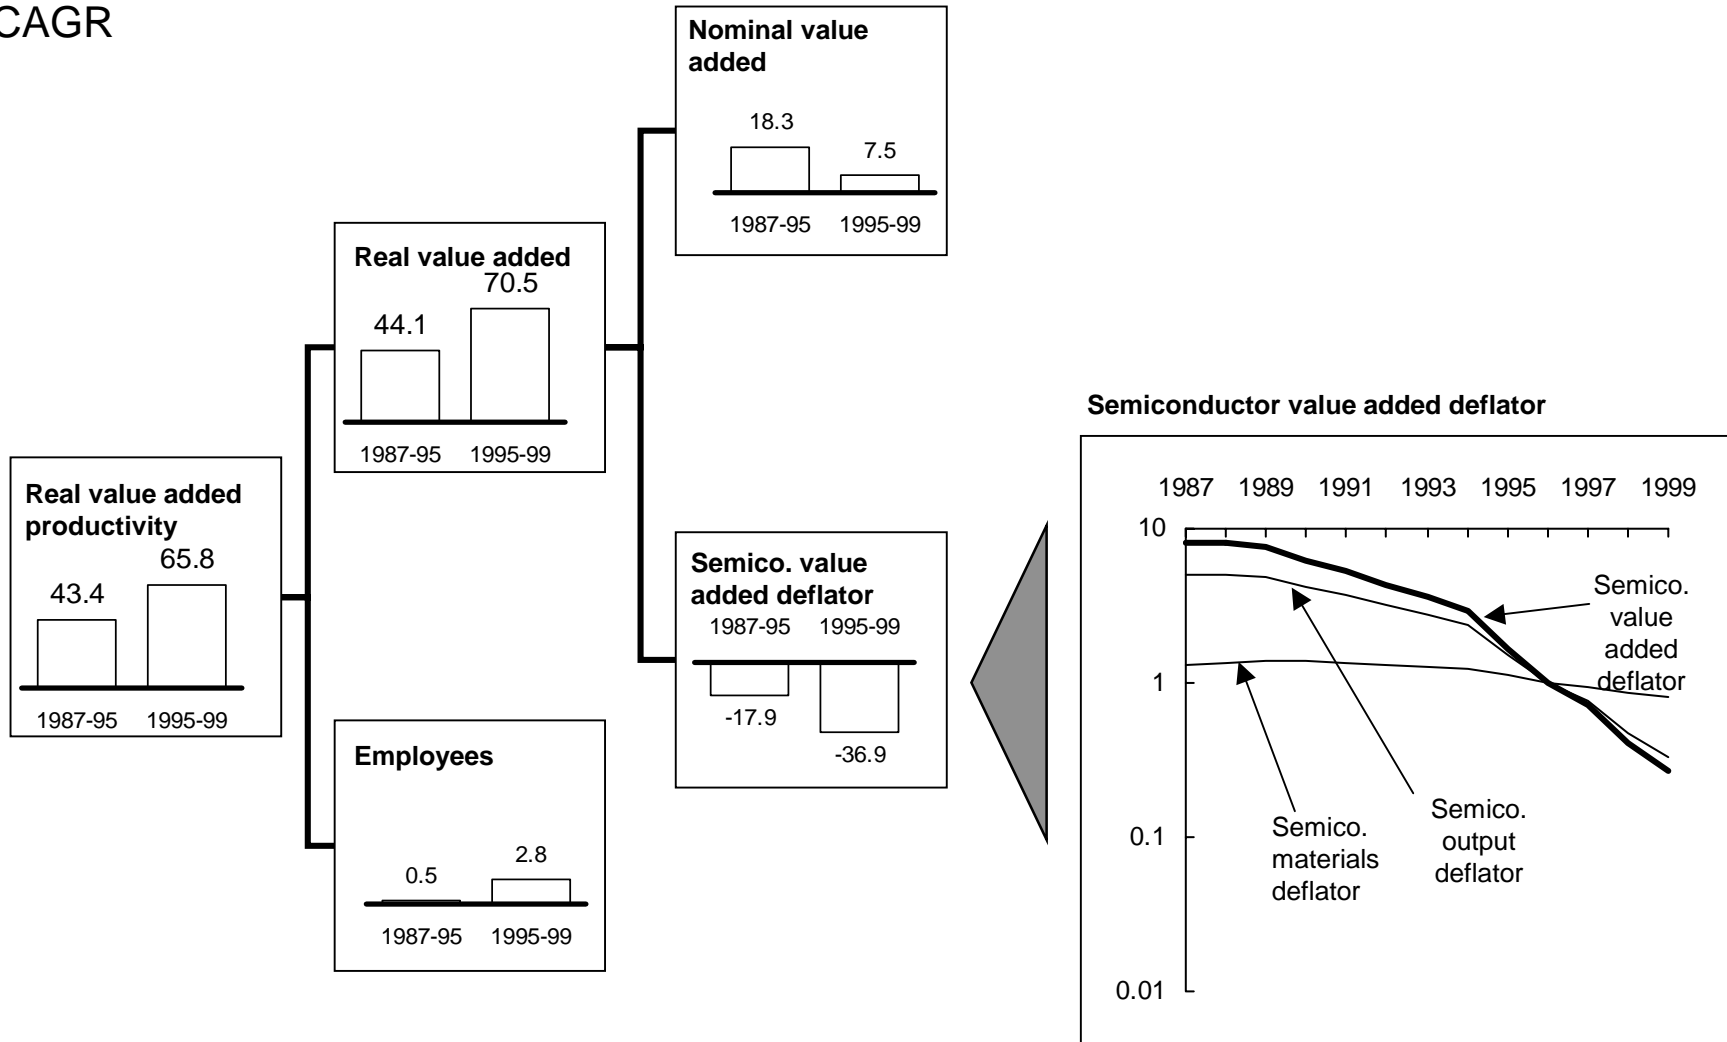 CAGR
Nominal value
added
18.3
7.5
1987-95 1995-99
Real value added
70.5
44.1
1987-95 1995-99
Real value added
productivity
65.8
43.4
1987-95 1995-99
Employees
2.8
0.5
1987-95 1995-99
Semico. value
added deflator
1987-95 1995-99
-17.9
-36.9
Semiconductor value added deflator
1987 1989 1991 1993 1995 1997 1999
10
1
0.1
0.01
Semico.
value
added
deflator
Semico.
output
deflator
Semico.
materials
deflator